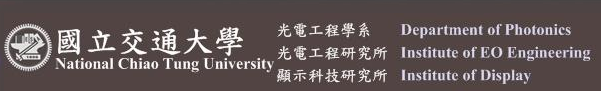 國立交通大學
National Chiao Tung University
光電工程學系 Department of Photonics
光電工程研究所 Institute of EO Engineering
顯示科技研究所 Institute of Display